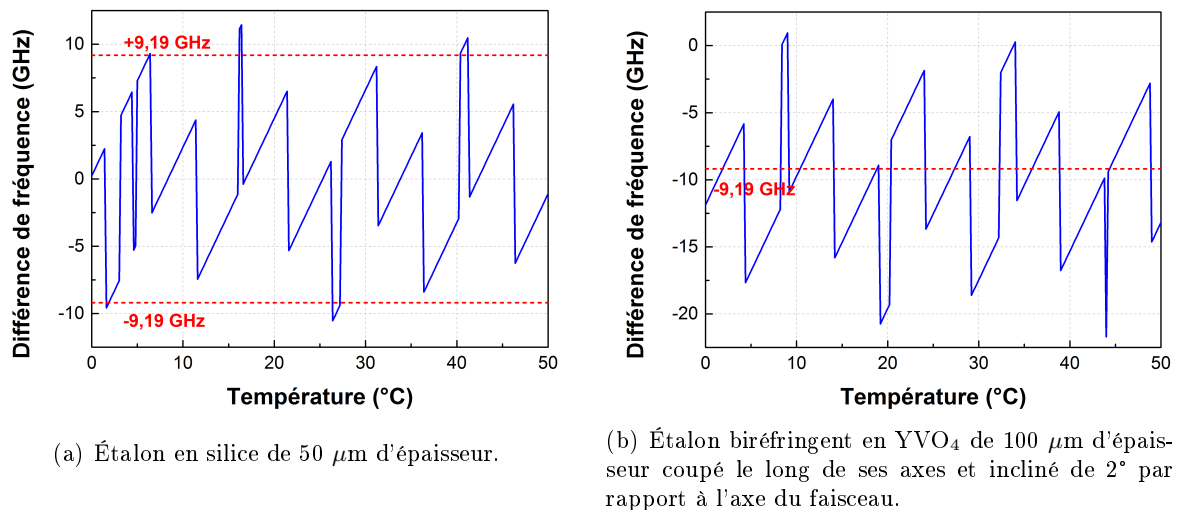 Différence de fréquence (GHz)
10
5
0
-5
-10
+9,19 GHz
-9,19 GHz
0 10 20 30 40 50
Température (°C)
(a) Étalon en silice de 50 μm d'épaisseur.
Différence de fréquence (GHz)
0
-5
-10
-15
-20
-9,19 GHz
0 10 20 30 40 50
Température (°C)
(b) Étalon biréfringent en YVO₄ de 100 μm d'épais-
seur coupé le long de ses axes et incliné de 2° par
rapport à l'axe du faisceau.